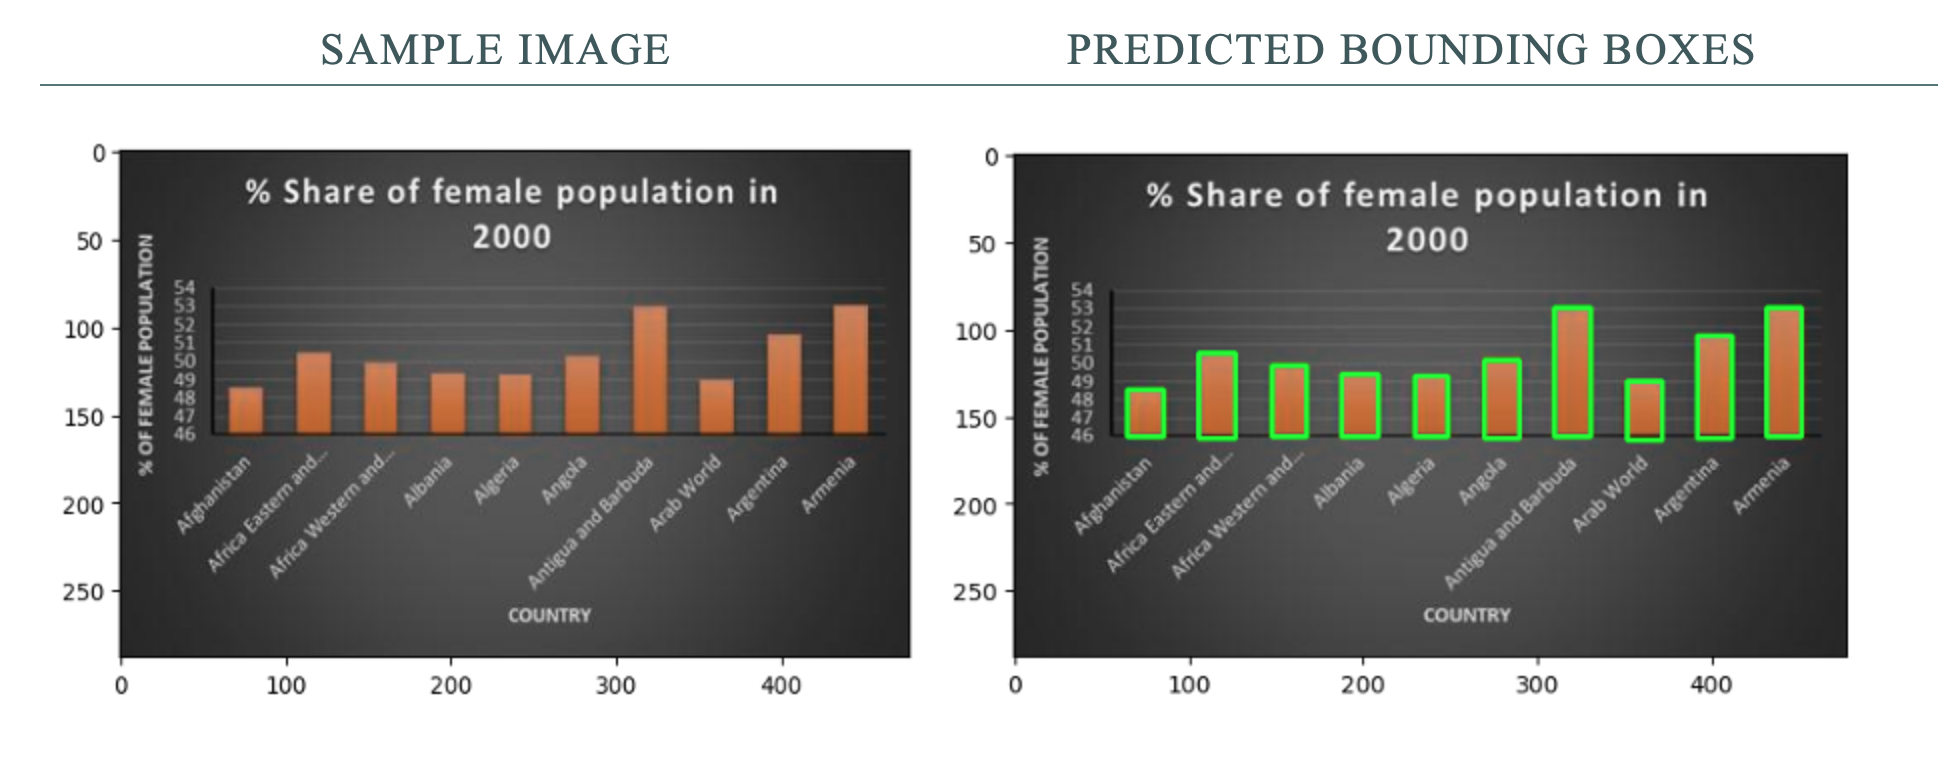 SAMPLE IMAGE
PREDICTED BOUNDING BOXES
0
50
100
150
200
250
% Share of female population in
2000
% OF FEMALE POPULATION
54
53
52
51
50
49
48
47
46
Afghanistan
Africa Eastern and...
Africa Western and...
Albania
Algeria
Angola
Antigua and Barbuda
Arab World
Argentina
Armenia
COUNTRY
0
100
200
300
400
0
50
100
150
200
250
% Share of female population in
2000
% OF FEMALE POPULATION
54
53
52
51
50
49
48
47
46
Afghanistan
Africa Eastern and...
Africa Western and...
Albania
Algeria
Angola
Antigua and Barbuda
Arab World
Argentina
Armenia
COUNTRY
0
100
200
300
400